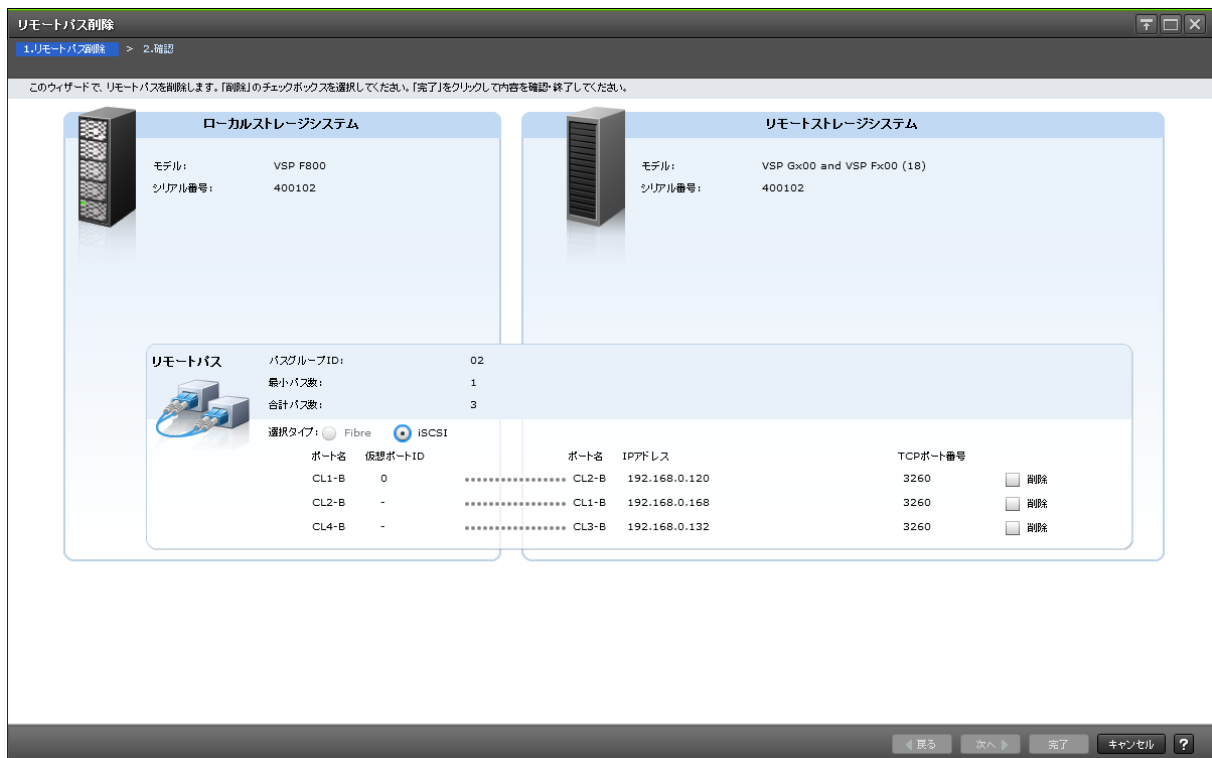 リモートパス削除
1.リモートパス削除 > 2.確認
このウィザードで、リモートパスを削除します。「削除」のチェックボックスを選択してください。「完了」をクリックして内容を確認・終了してください。
ローカルストレージシステム
モデル: VSP F800
シリアル番号: 400102
リモートストレージシステム
モデル: VSP Gx00 and VSP Fx00 (18)
シリアル番号: 400102
リモートパス
パスグループID: 02
最小パス数: 1
合計パス数: 3
選択タイプ: Fibre iSCSI
ポート名 仮想ポートID ポート名 IPアドレス TCPポート番号
CL1-B 0 CL2-B 192.168.0.120 3260 削除
CL2-B - CL1-B 192.168.0.168 3260 削除
CL4-B - CL3-B 192.168.0.132 3260 削除
戻る 次へ 完了 キャンセル ?